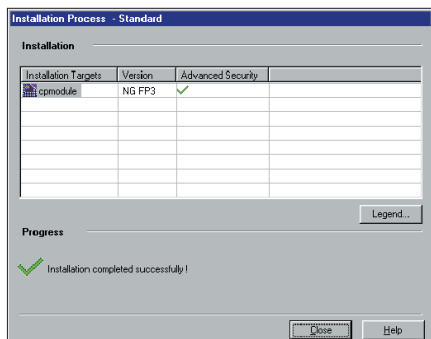 Installation Process - Standard
Installation
Installation Targets Version Advanced Security
cpmodule NG FP3
Legend...
Progress
Installation completed successfully !
Close Help